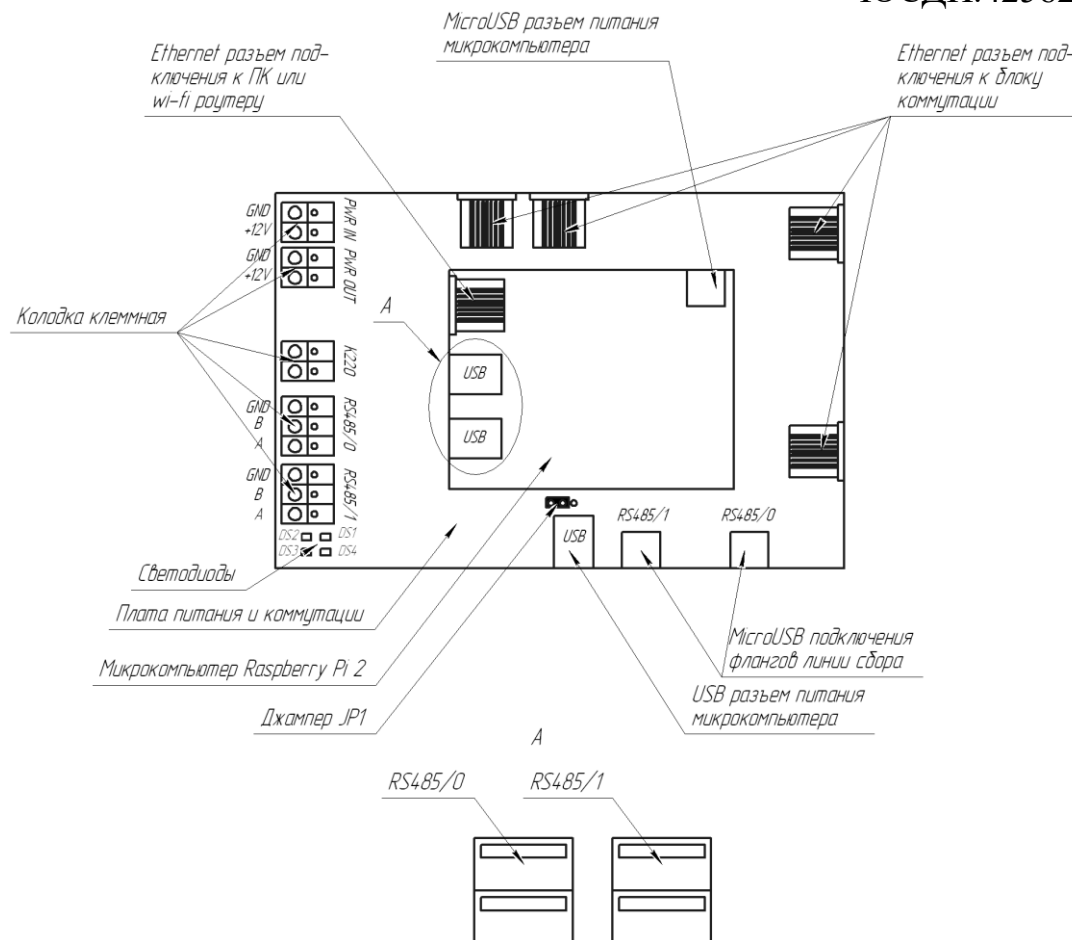 MicroUSB разъем питания
микрокомпьютера
Ethernet разъем под-
ключения к ПК или
wi-fi роутеру
Ethernet разъем под-
ключения к блоку
коммутации
GND
+12V
PWR IN
GND
+12V
PWR OUT
Колодка клеммная
А
K220
USB
USB
GND
B
A
RS485/0
GND
B
A
RS485/1
DS2
DS1
DS3
DS4
USB
RS485/1
RS485/0
Светодиоды
Плата питания и коммутации
Микрокомпьютер Raspberry Pi 2
Джампер JP1
MicroUSB подключения
флангов линии сбора
USB разъем питания
микрокомпьютера
А
RS485/0
RS485/1